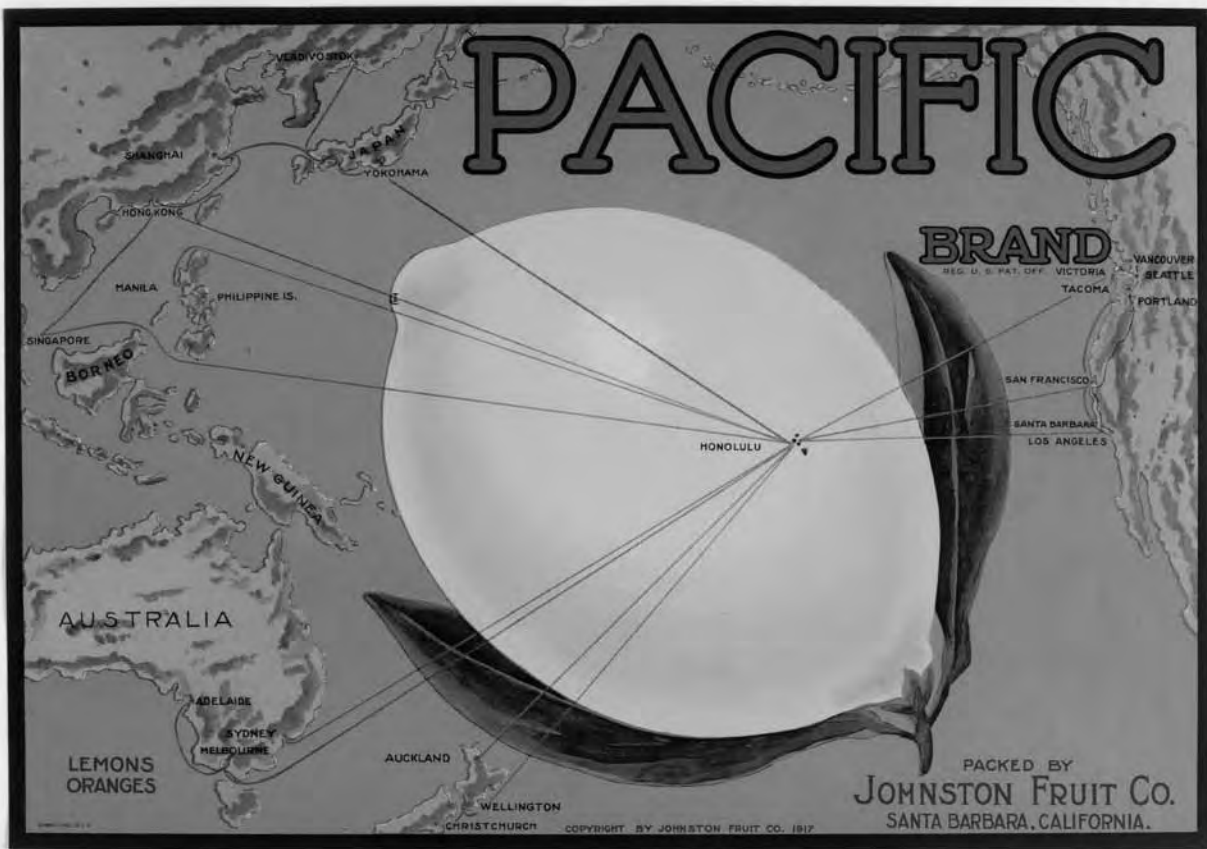 PACIFIC
BRAND
REG. U. S. PAT. OFF.
VICTORIA
VANCOUVER
SEATTLE
TACOMA
PORTLAND
SAN FRANCISCO
SANTA BARBARA
LOS ANGELES
HONOLULU
VLADIVOSTOK
JAPAN
YOKOHAMA
SHANGHAI
HONG KONG
MANILA
PHILIPPINE IS.
SINGAPORE
BORNEO
NEW GUINEA
AUSTRALIA
ADELAIDE
SYDNEY
MELBOURNE
AUCKLAND
WELLINGTON
CHRISTCHURCH
LEMONS
ORANGES
PACKED BY
JOHNSTON FRUIT CO.
SANTA BARBARA, CALIFORNIA.
COPYRIGHT BY JOHNSTON FRUIT CO. 1917